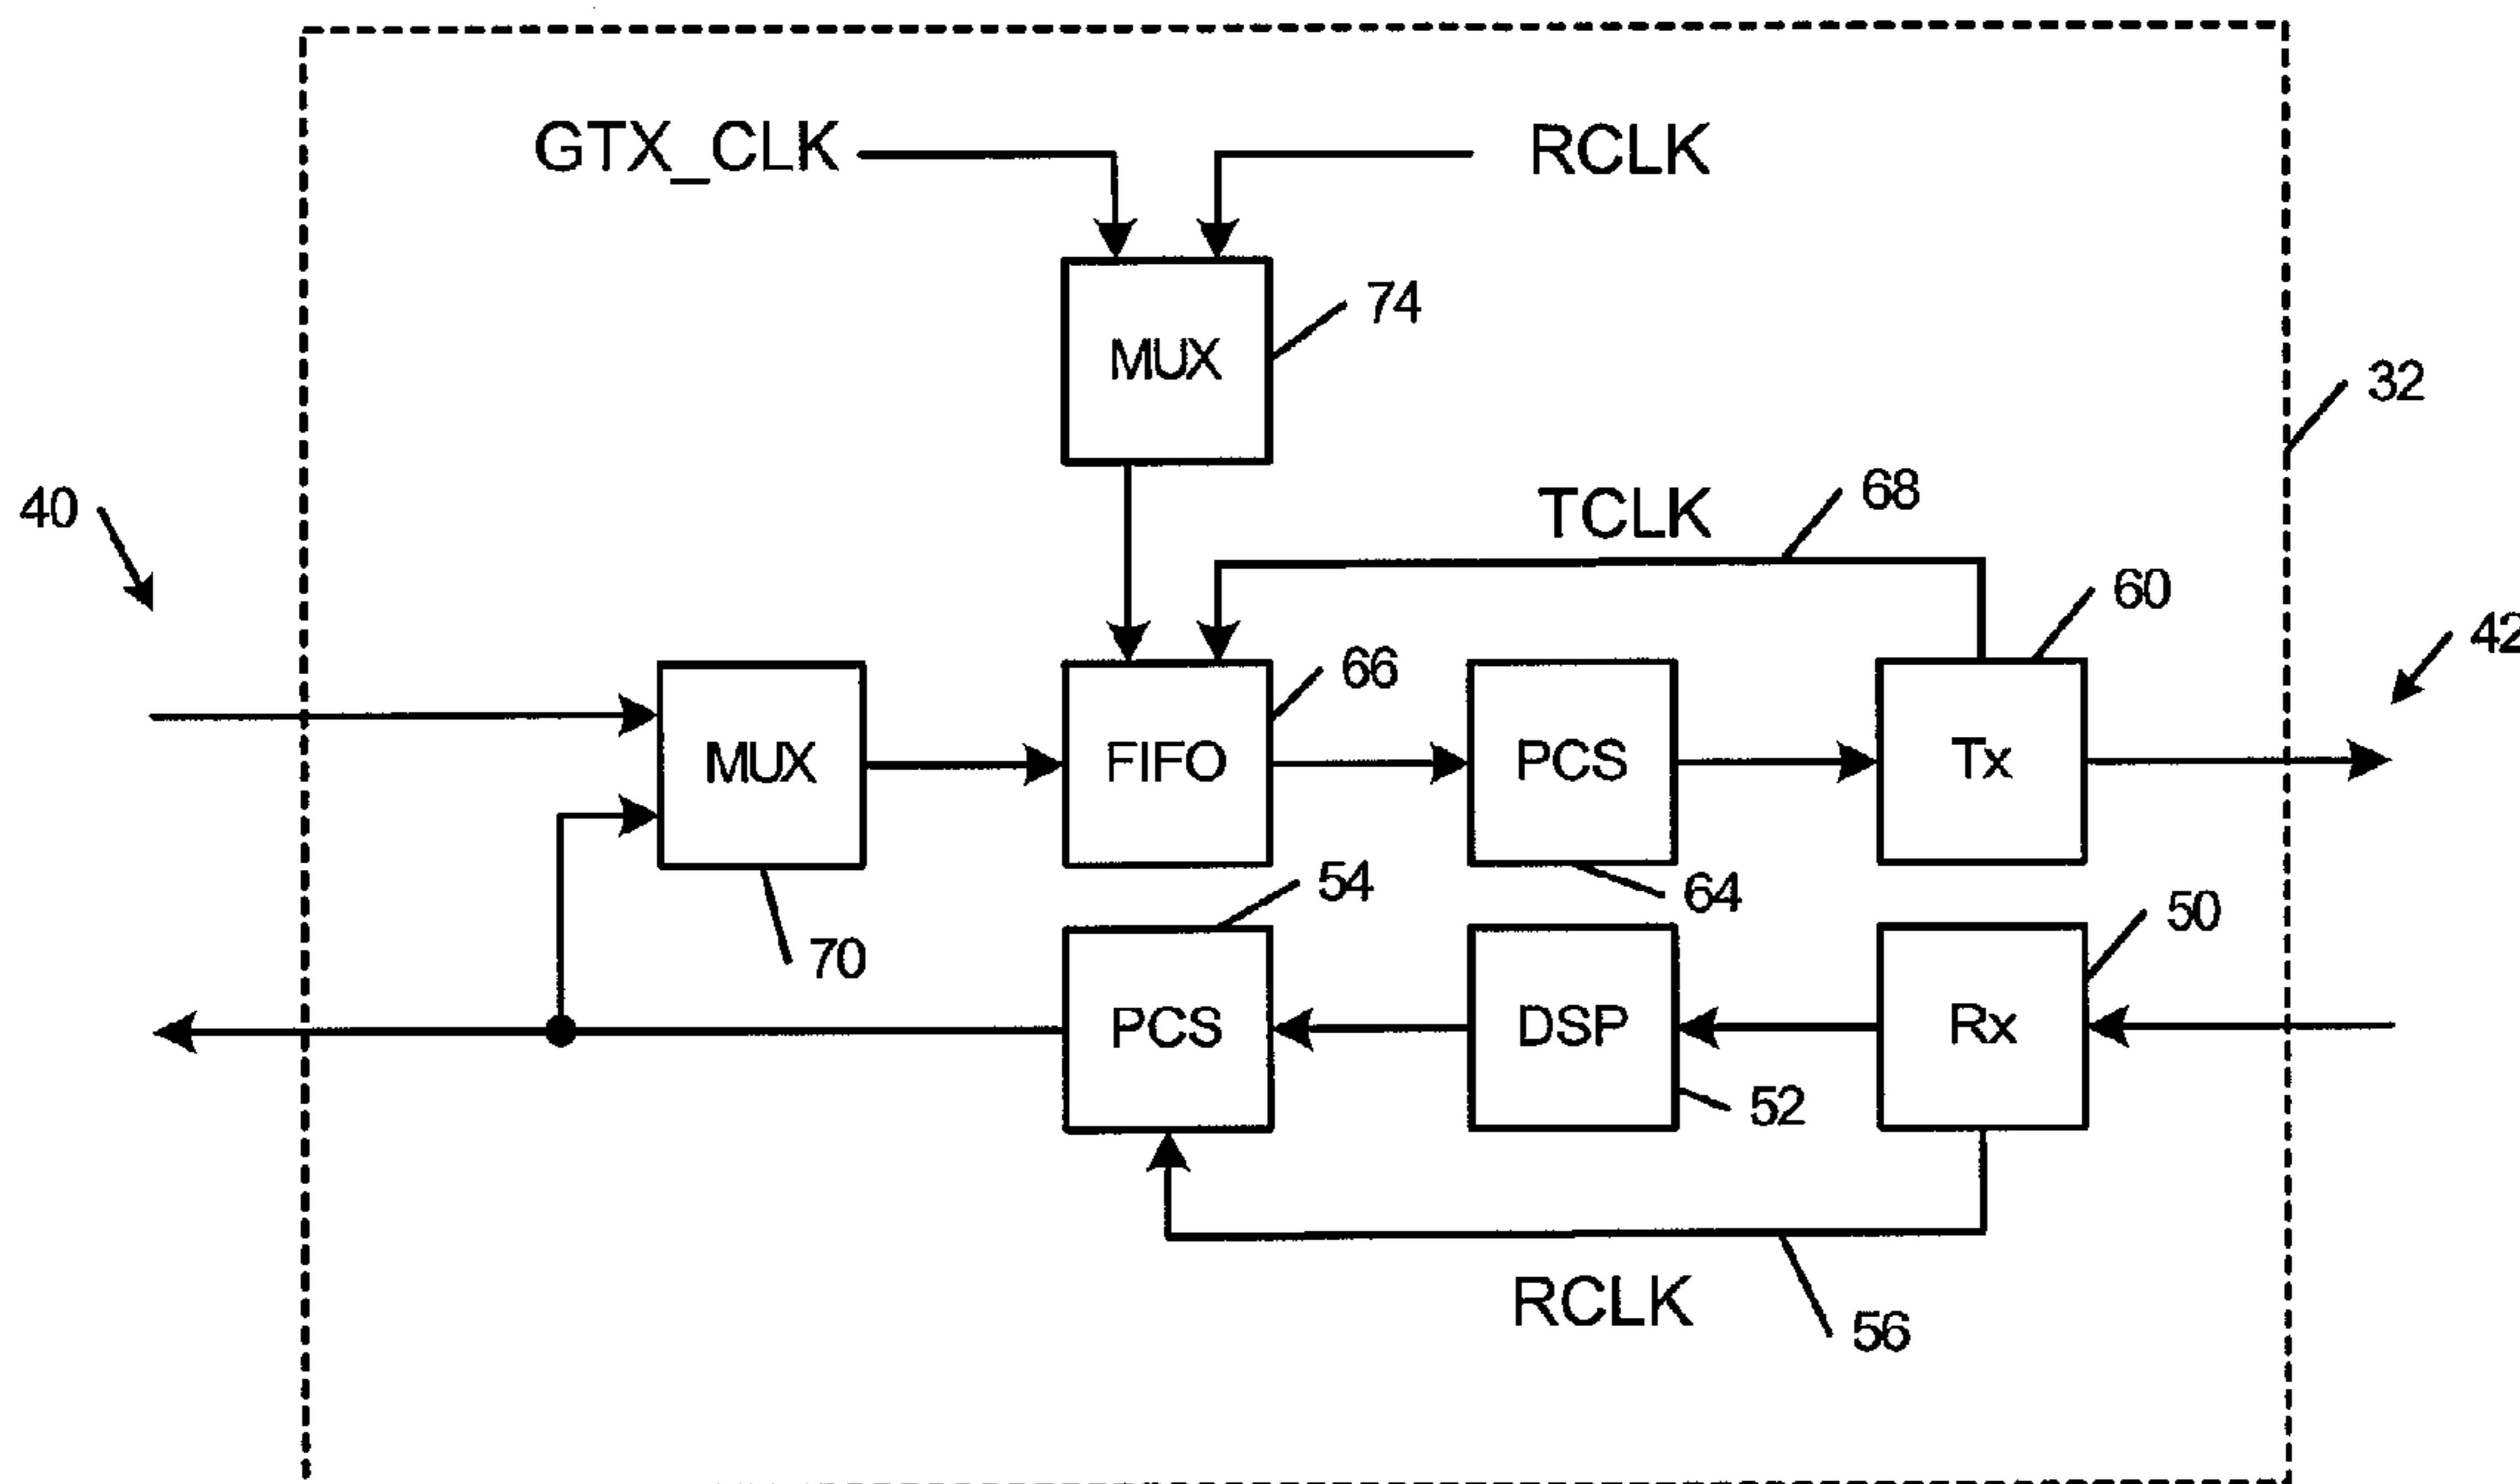 GTX_CLK
RCLK
74
MUX
32
40
TCLK
68
60
42
66
MUX
FIFO
PCS
Tx
54
64
50
70
PCS
DSP
Rx
52
RCLK
56